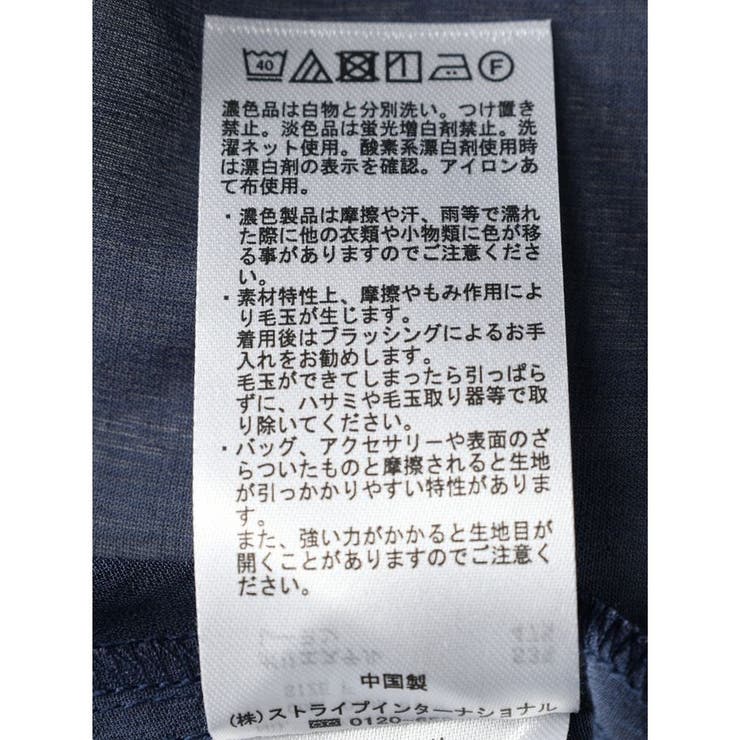 40 F
濃色品は白物と分別洗い。つけ置き
禁止。淡色品は蛍光増白剤禁止。洗
濯ネット使用。酸素系漂白剤使用時
は漂白剤の表示を確認。アイロンあ
て布使用。
・濃色製品は摩擦や汗、雨等で濡れ
た際に他の衣類や小物類に色が移
る事がありますのでご注意くださ
い。
・素材特性上、摩擦やもみ作用によ
り毛玉が生じます。
着用後はブラッシングによるお手
入れをお勧めします。
毛玉ができてしまったら引っぱら
ずに、ハサミや毛玉取り器等で取
り除いてください。
・バッグ、アクセサリーや表面のざ
らついたものと摩擦されると生地
が引っかかりやすい特性がありま
す。
また、強い力がかかると生地目が
開くことがありますのでご注意く
ださい。
レーヨン 47%
ポリエステル 53%
SIZE F
中国製
(株)ストライプインターナショナル
0120-